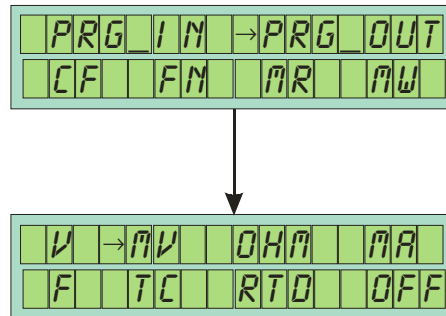 PRG_IN →PRG_OUT
CF FN MR MW
V →MV OHM MA
F TC RTD OFF